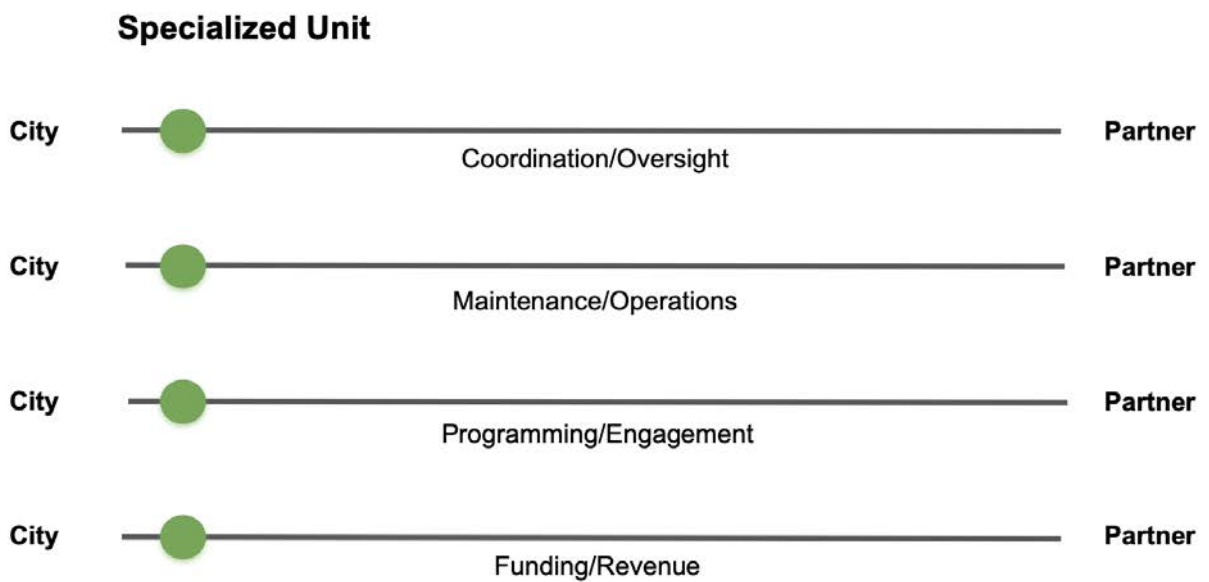 Specialized Unit
City Partner
Coordination/Oversight
City Partner
Maintenance/Operations
City Partner
Programming/Engagement
City Partner
Funding/Revenue